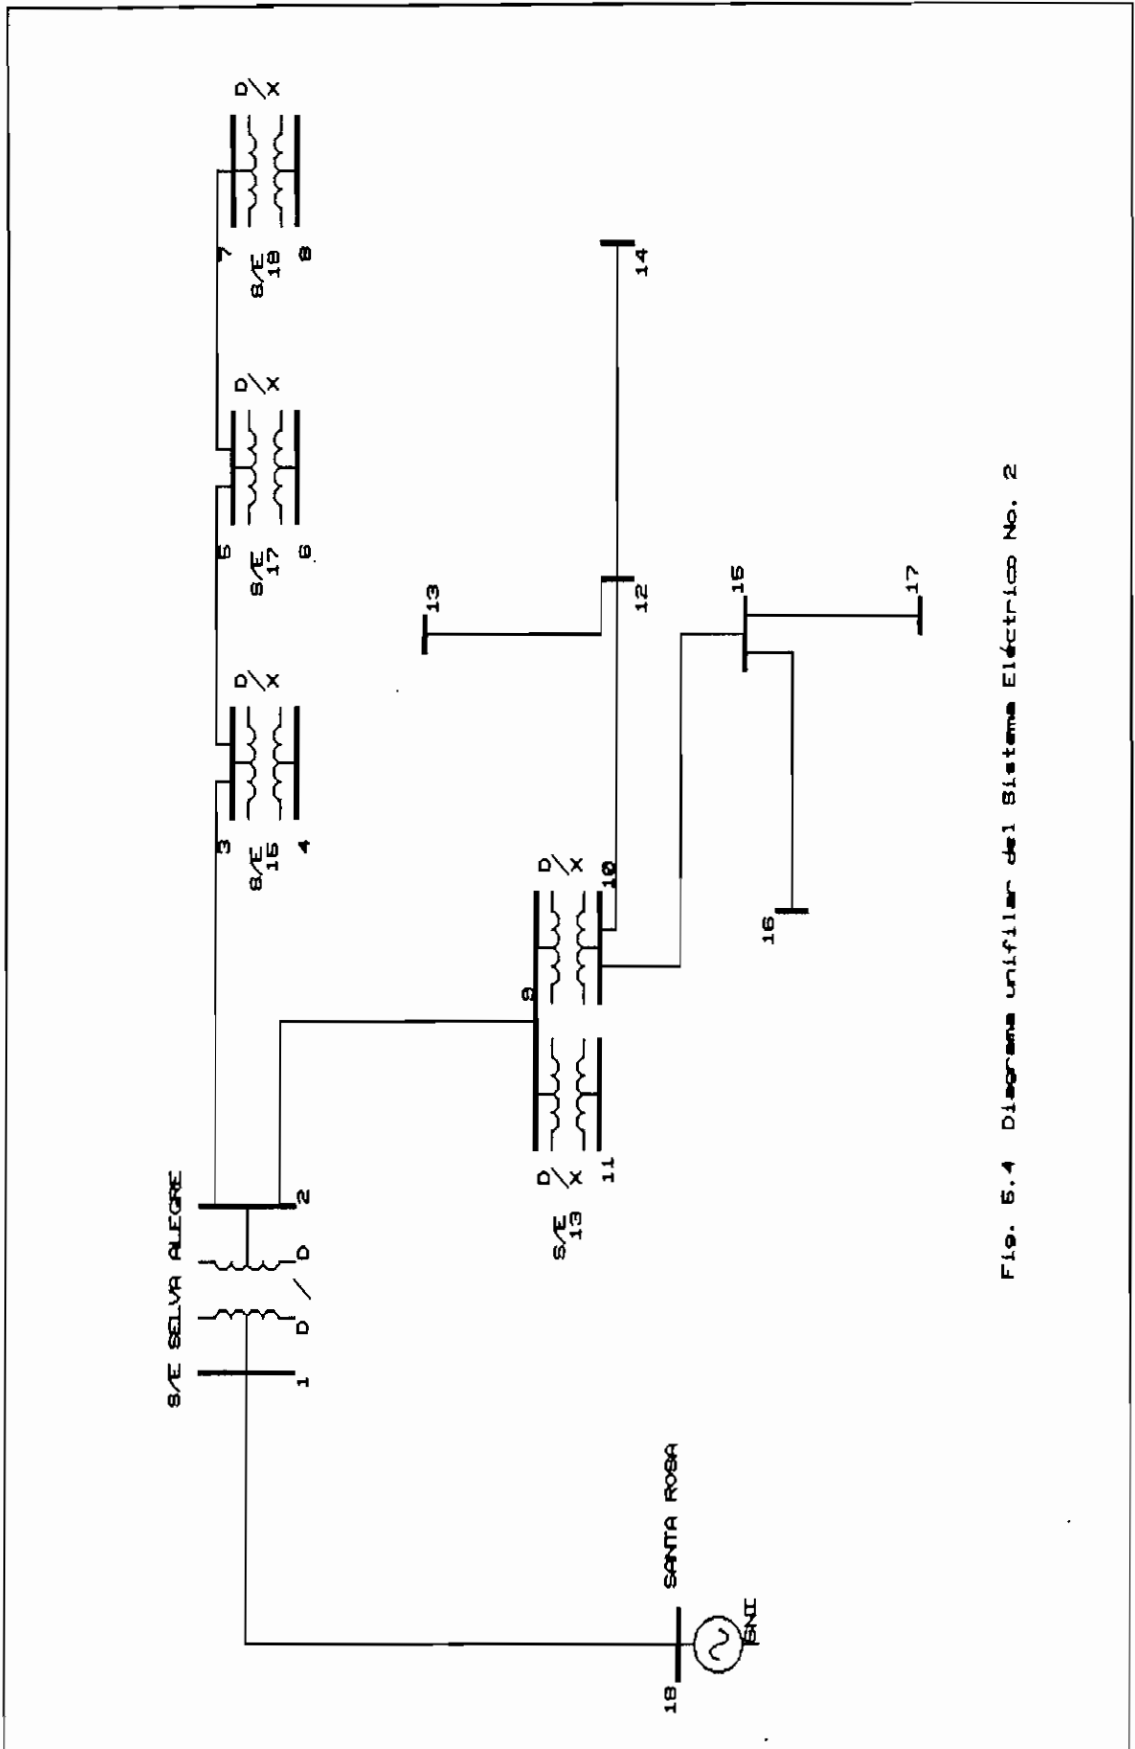 S/E SELVA ALEGRE
1
D / D
2
3
S/E
15
D/Y
4
5
S/E
17
D/Y
6
7
S/E
19
D/Y
8
S/E
13
D/Y
11
9
D/Y
10
13
12
14
15
16
17
18
SANTA ROSA
SNI
Fig. 5.4 Diagrama unifilar del Sistema Eléctrico No. 2